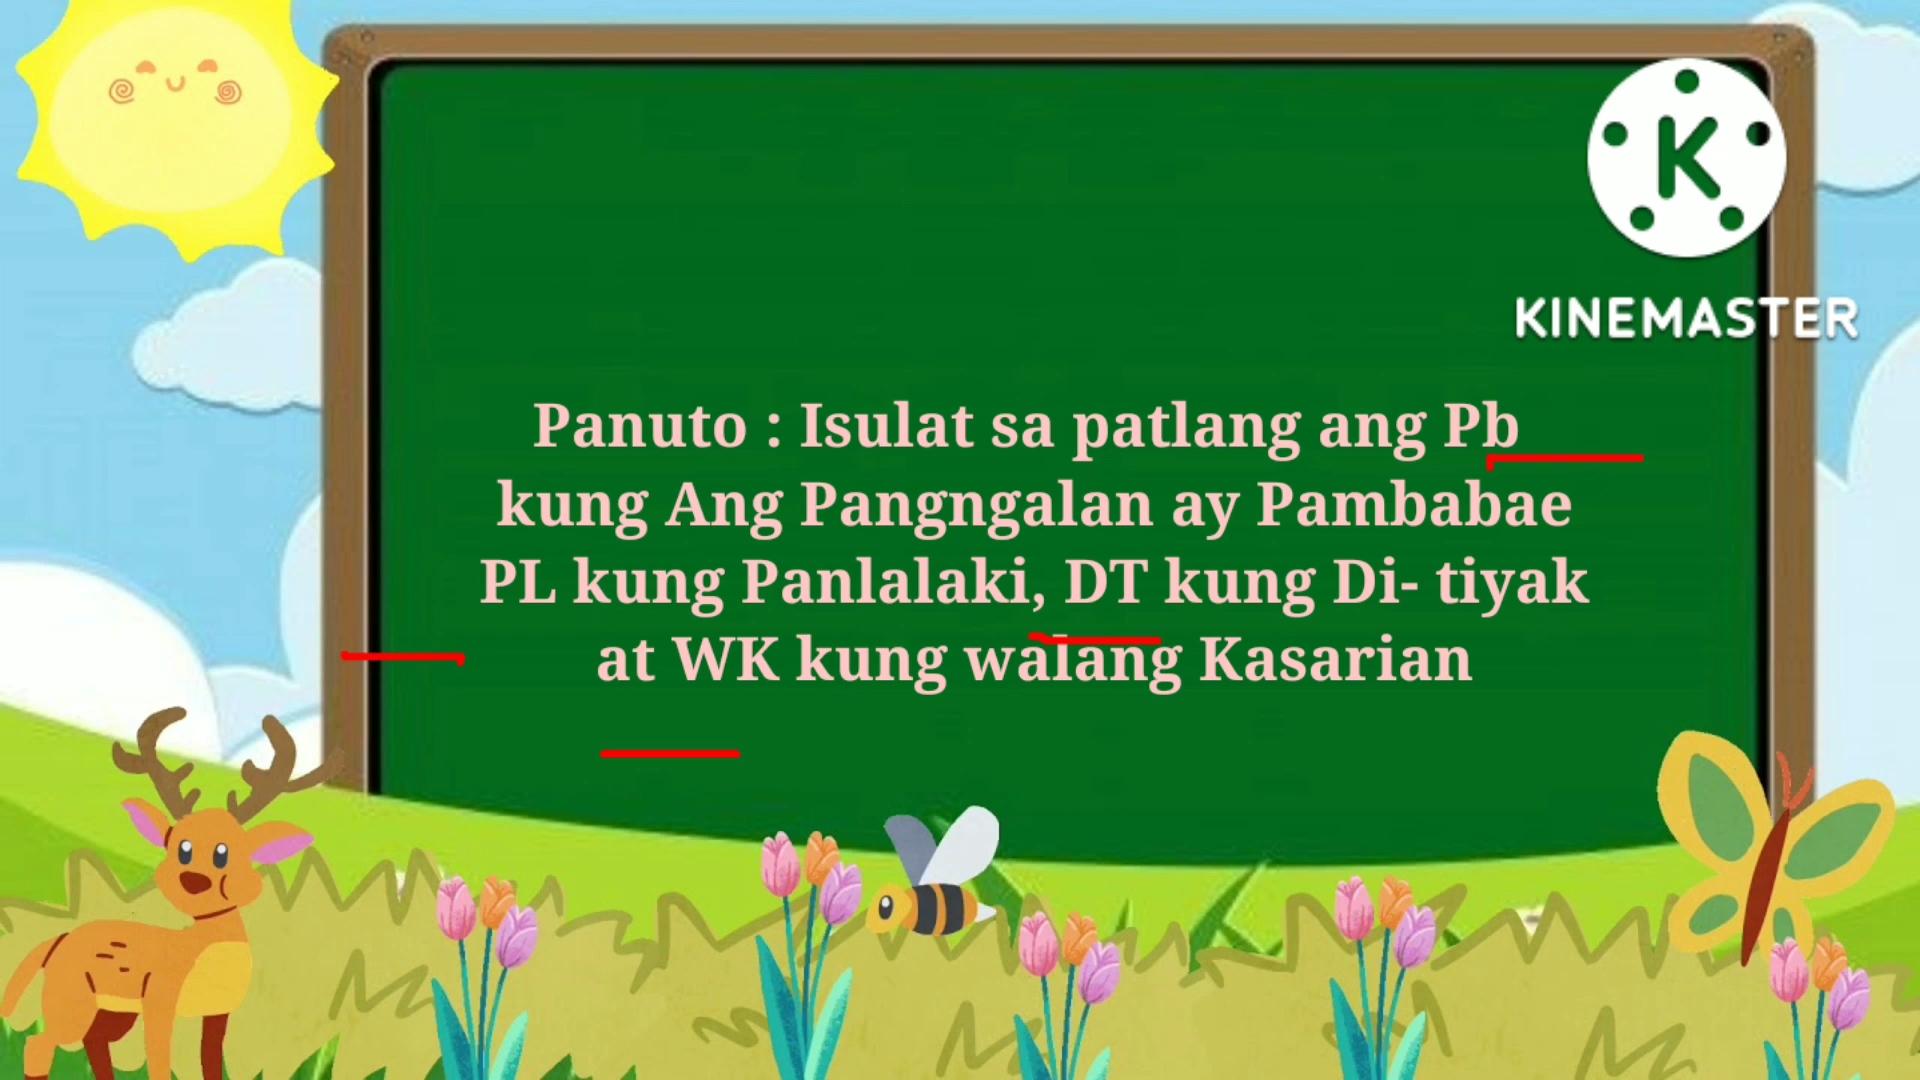 K
KINEMASTER
Panuto : Isulat sa patlang ang Pb
kung Ang Pangngalan ay Pambabae
PL kung Panlalaki, DT kung Di- tiyak
at WK kung walang Kasarian